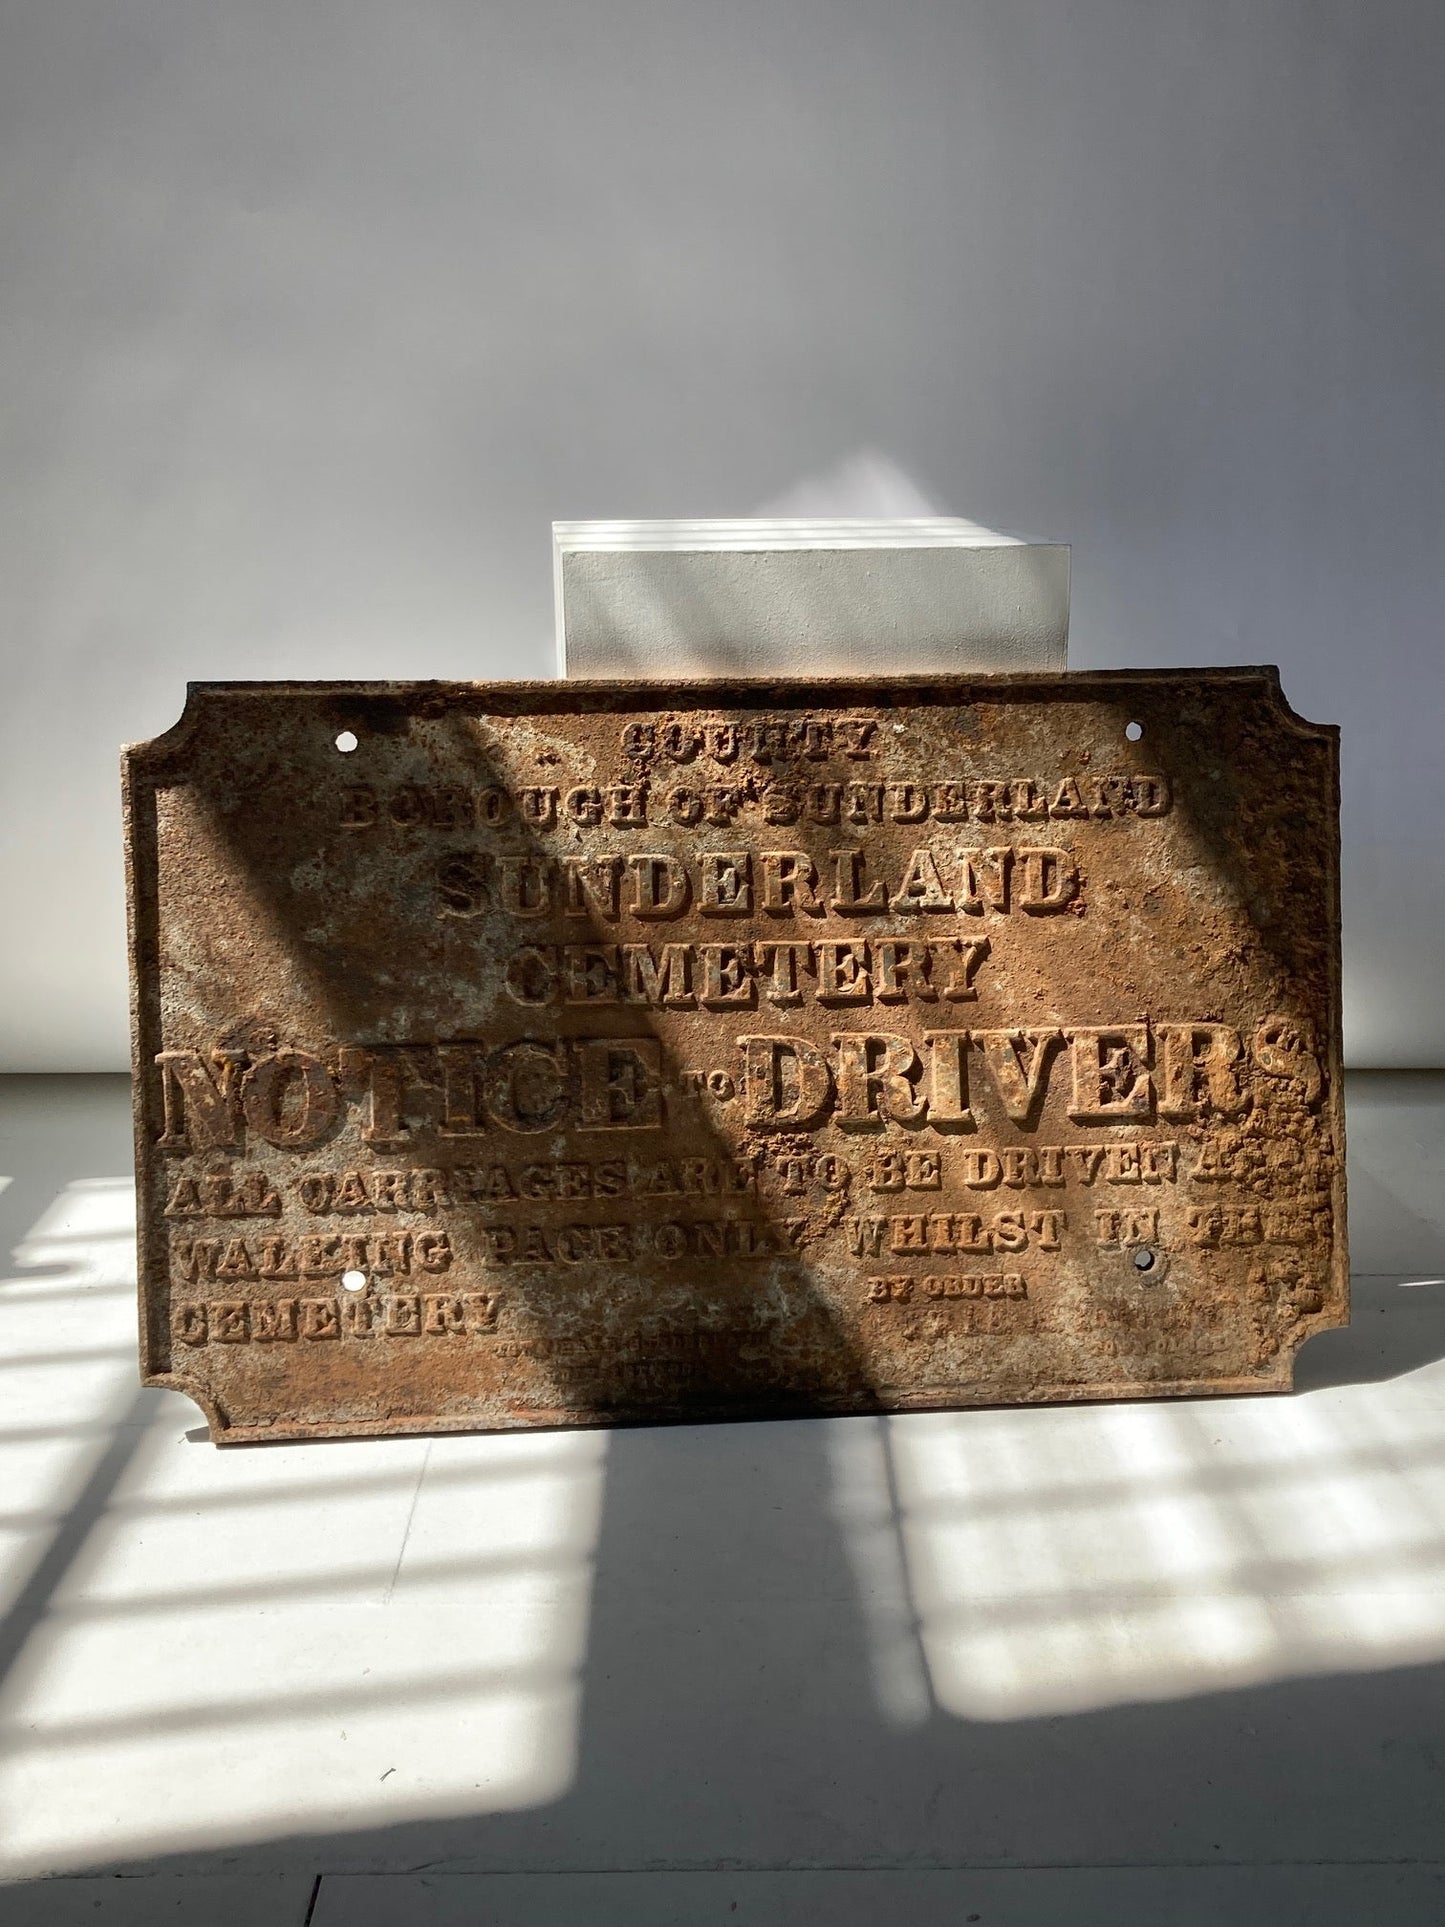 COUNTY
BOROUGH OF SUNDERLAND
SUNDERLAND
CEMETERY
NOTICE TO DRIVERS
ALL CARRIAGES ARE TO BE DRIVEN AT
WALKING PACE ONLY WHILST IN THE
BY ORDER
CEMETERY